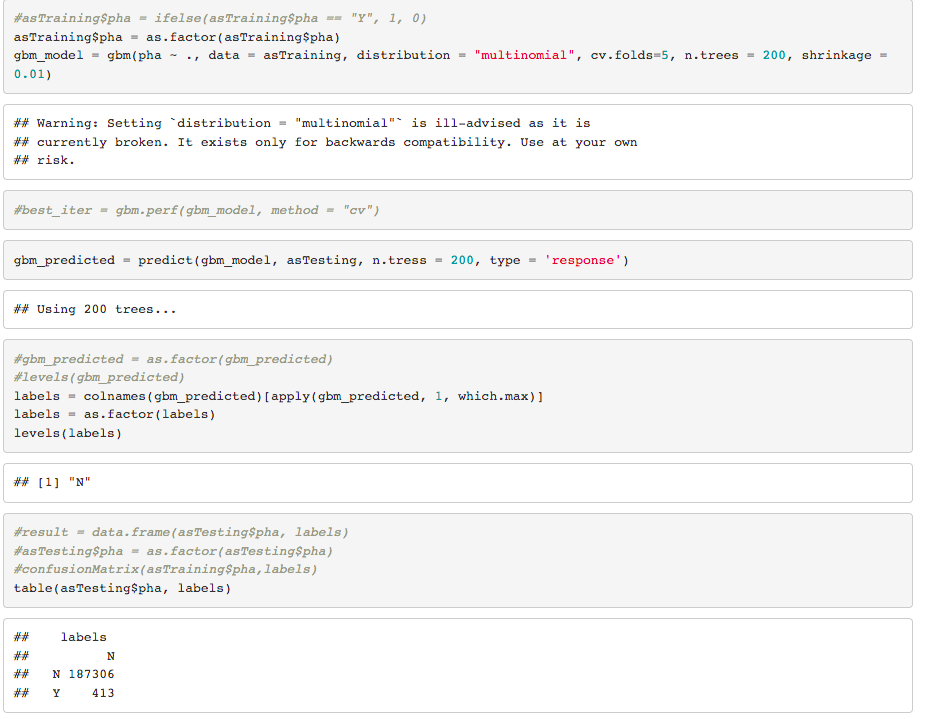 #asTraining$pha = ifelse(asTraining$pha == "Y", 1, 0)
asTraining$pha = as.factor(asTraining$pha)
gbm_model = gbm(pha ~ ., data = asTraining, distribution = "multinomial", cv.folds=5, n.trees = 200, shrinkage =
0.01)
## Warning: Setting `distribution = "multinomial"` is ill-advised as it is
## currently broken. It exists only for backwards compatibility. Use at your own
## risk.
#best_iter = gbm.perf(gbm_model, method = "cv")
gbm_predicted = predict(gbm_model, asTesting, n.tress = 200, type = 'response')
## Using 200 trees...
#gbm_predicted = as.factor(gbm_predicted)
#levels(gbm_predicted)
labels = colnames(gbm_predicted)[apply(gbm_predicted, 1, which.max)]
labels = as.factor(labels)
levels(labels)
## [1] "N"
#result = data.frame(asTesting$pha, labels)
#asTesting$pha = as.factor(asTesting$pha)
#confusionMatrix(asTraining$pha,labels)
table(asTesting$pha, labels)
##    labels
##          N
##   N 187306
##   Y    413